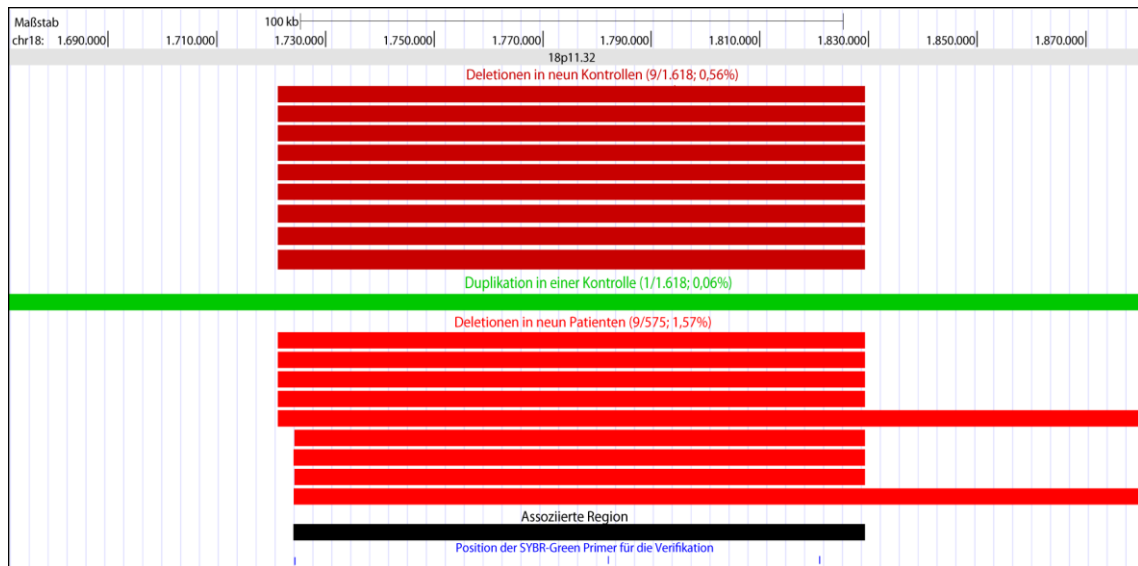 Maßstab 100 kb
chr18: 1.690.000 1.710.000 1.730.000 1.750.000 1.770.000 1.790.000 1.810.000 1.830.000 1.850.000 1.870.000
18p11.32
Deletionen in neun Kontrollen (9/1.618; 0,56%)
Duplikation in einer Kontrolle (1/1.618; 0,06%)
Deletionen in neun Patienten (9/575; 1,57%)
Assoziierte Region
Position der SYBR-Green Primer für die Verifikation